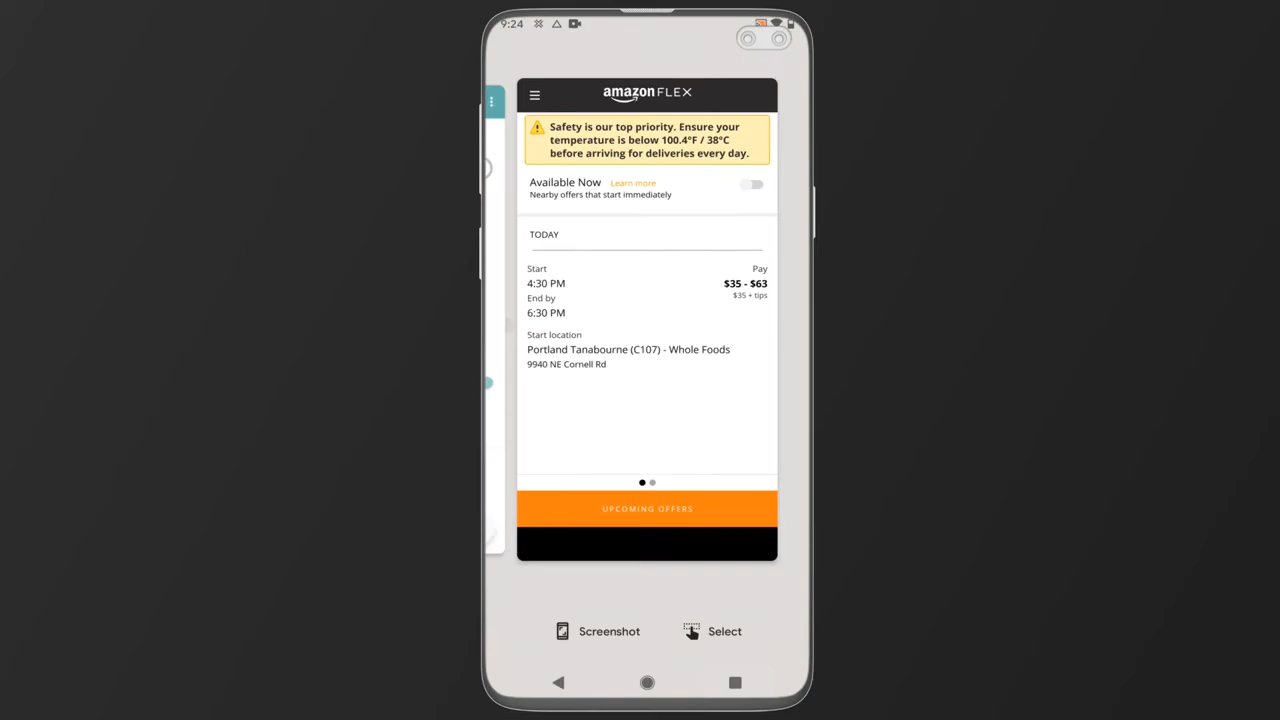 9:24
amazon FLEX
Safety is our top priority. Ensure your
temperature is below 100.4°F / 38°C
before arriving for deliveries every day.
Available Now Learn more
Nearby offers that start immediately
TODAY
Start Pay
4:30 PM $35 - $63
End by $35 + tips
6:30 PM
Start location
Portland Tanabourne (C107) - Whole Foods
9940 NE Cornell Rd
UPCOMING OFFERS
Screenshot Select